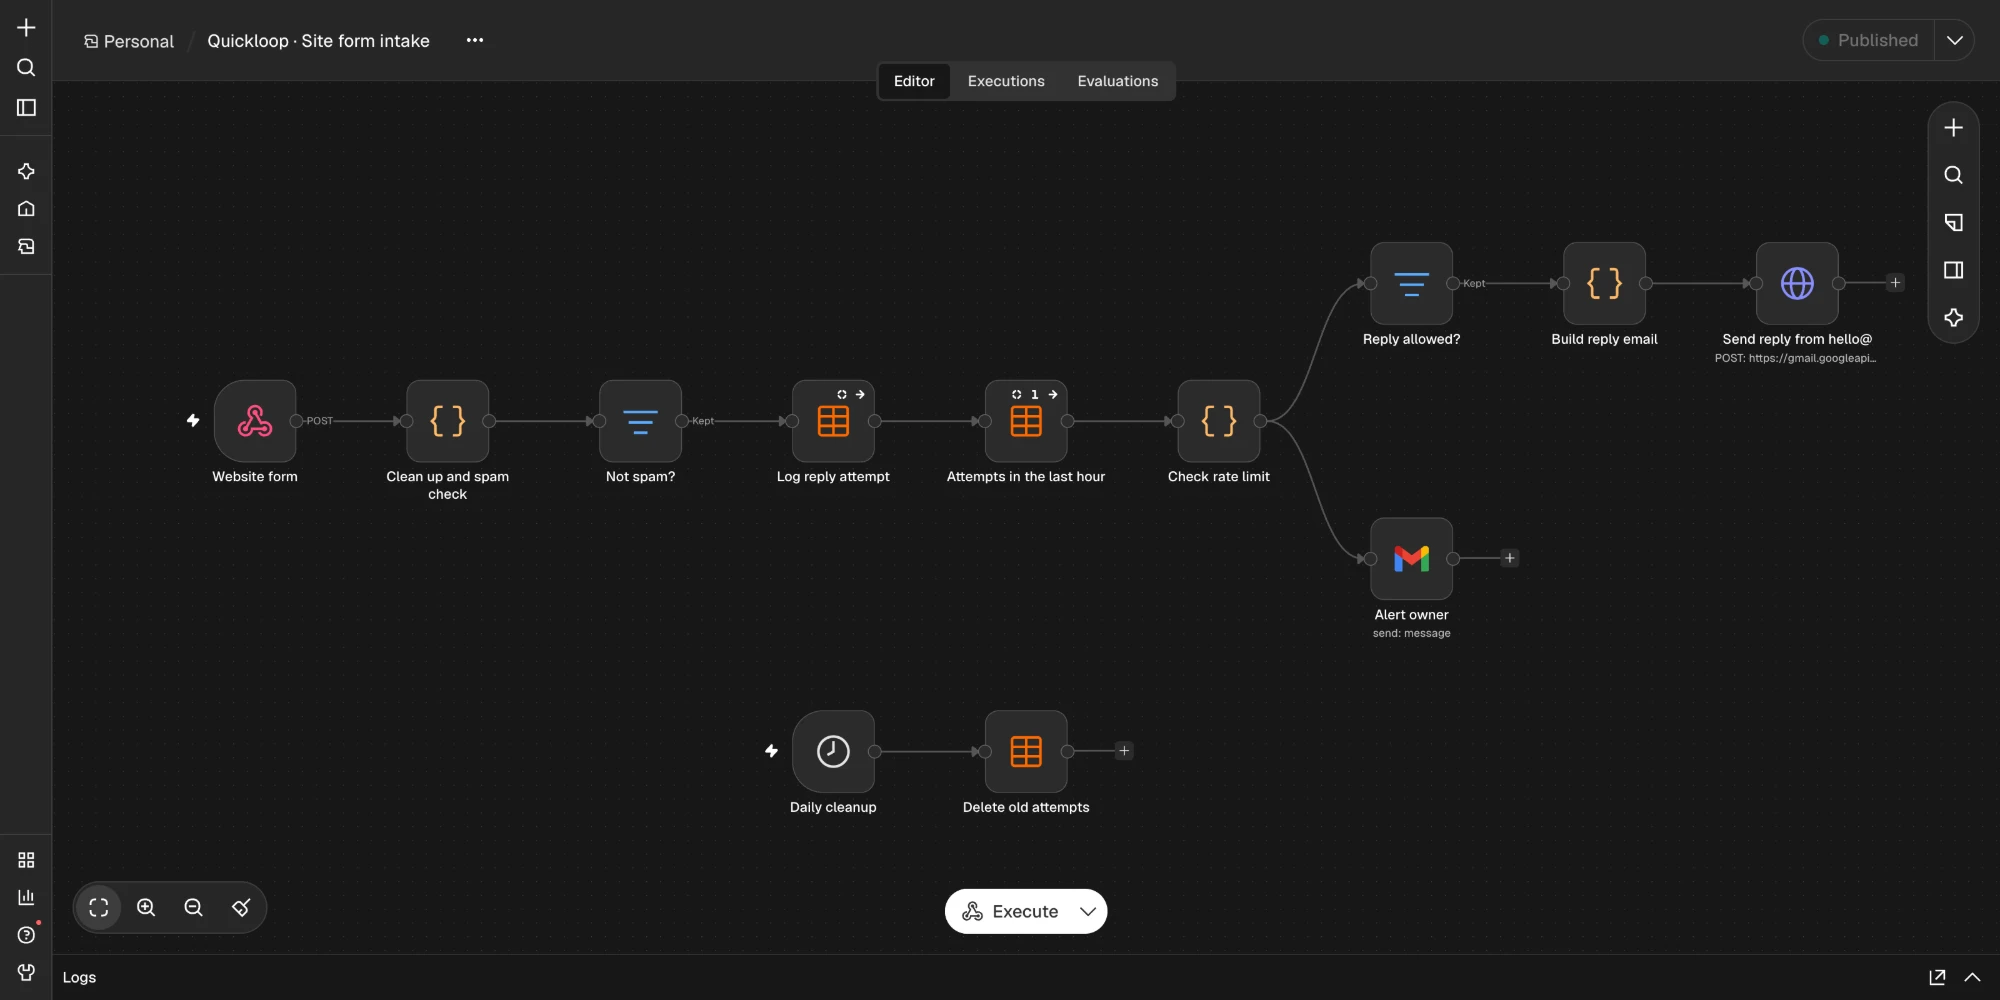 Personal / Quickloop · Site form intake ...
Published
Editor Executions Evaluations
Kept
Reply allowed?
Build reply email
Send reply from hello@
POST: https://gmail.googleapi...
POST
Kept
1
Website form
Clean up and spam
check
Not spam?
Log reply attempt
Attempts in the last hour
Check rate limit
Alert owner
send: message
Daily cleanup
Delete old attempts
Execute
Logs